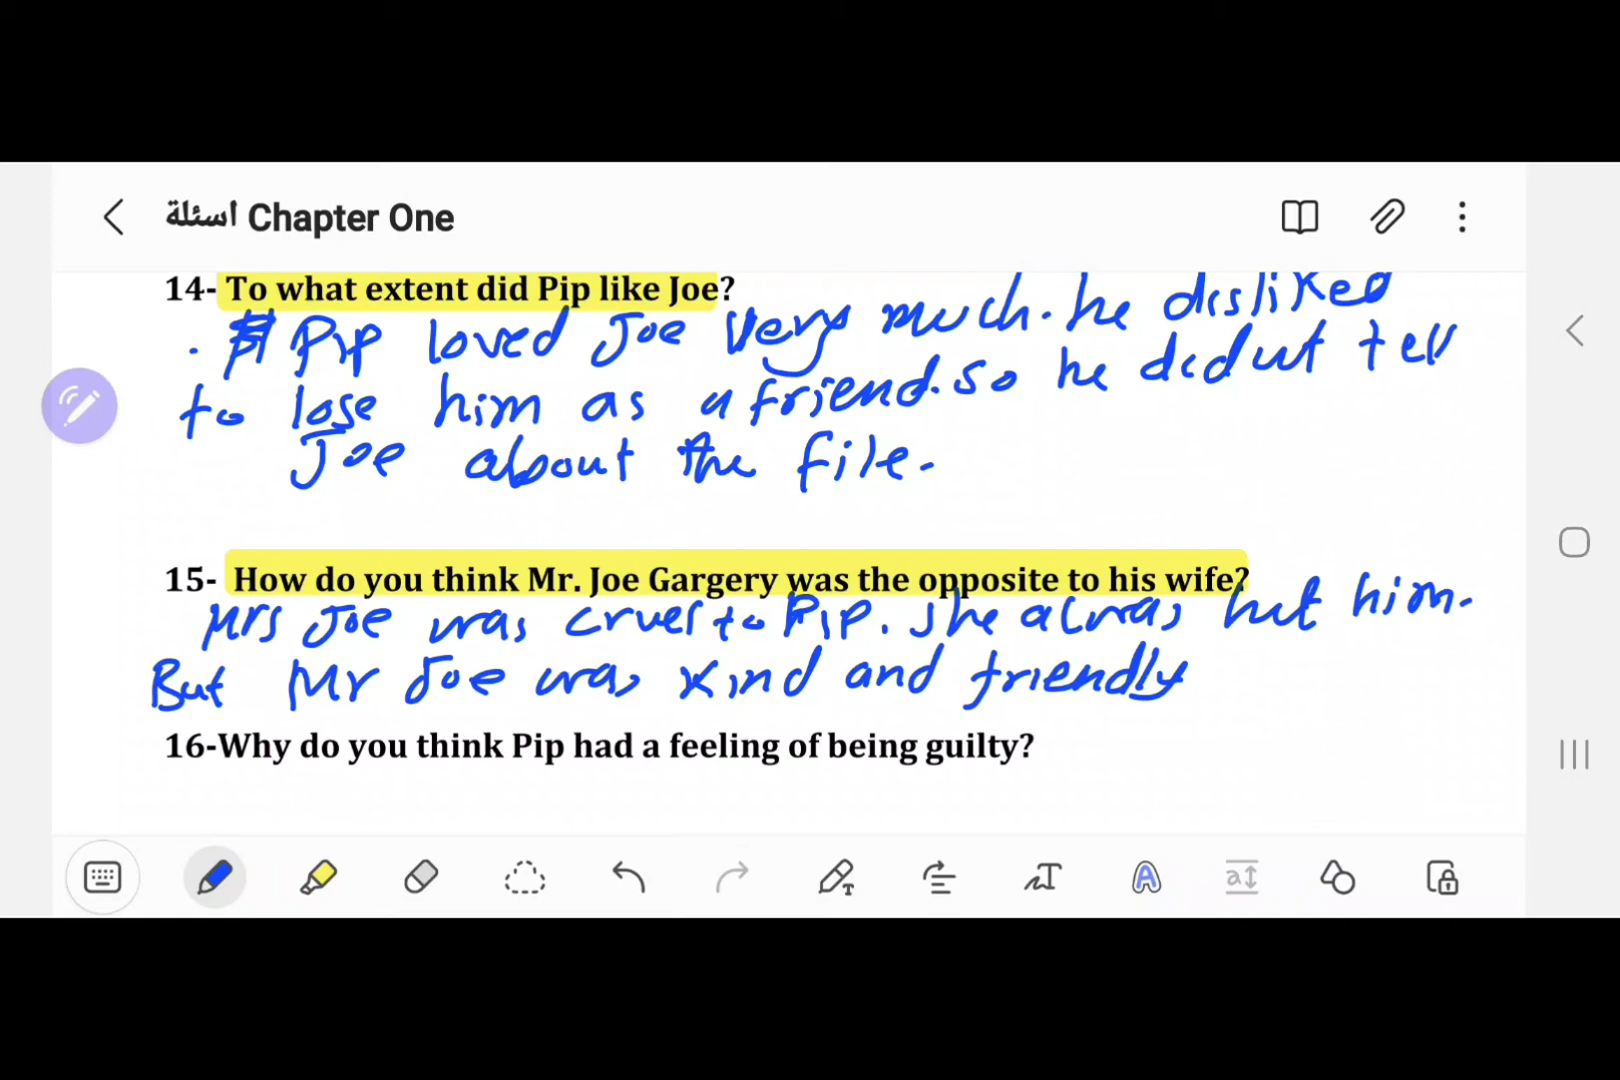 اسئلة Chapter One
14- To what extent did Pip like Joe?
. Pip loved Joe Very much. he disliked
to lose him as a friend. so he didnt tell
Joe about the file.
15- How do you think Mr. Joe Gargery was the opposite to his wife?
Mrs Joe was cruel to Pip. She alwas hit him.
But Mr Joe was kind and friendly
16-Why do you think Pip had a feeling of being guilty?